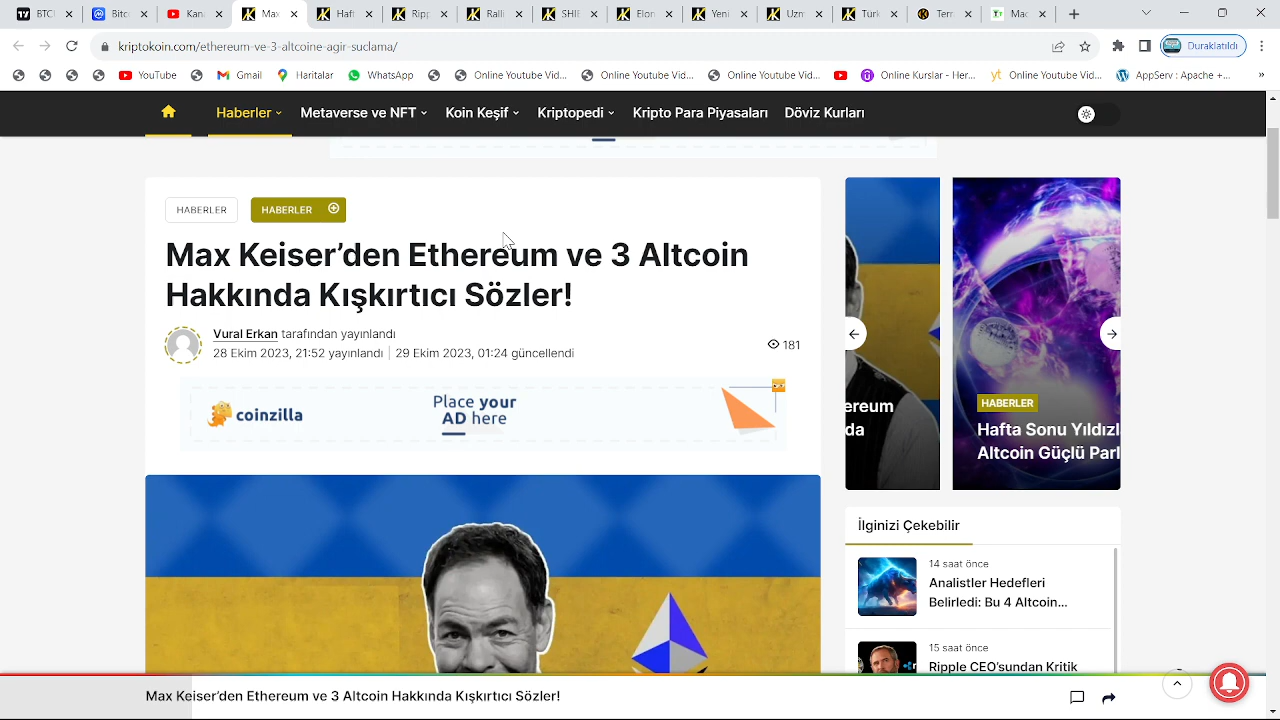 BTC
Bitc
Max
Haft
Ripp
Ralli
SHIB
Elon
Yeni
Uzm
Türk
Terr
Mac
kriptokoin.com/ethereum-ve-3-altcoine-agir-suclama/
Duraklatıldı
YouTube
Gmail
Haritalar
WhatsApp
Online Youtube Vid...
Online Youtube Vid...
Online Youtube Vid...
Online Kurslar - Her...
Online Youtube Vid...
AppServ : Apache +...
»
Haberler
Metaverse ve NFT
Koin Keşif
Kriptopedi
Kripto Para Piyasaları
Döviz Kurları
HABERLER
HABERLER
Max Keiser’den Ethereum ve 3 Altcoin
Hakkında Kışkırtıcı Sözler!
Vural Erkan tarafından yayınlandı
28 Ekim 2023, 21:52 yayınlandı | 29 Ekim 2023, 01:24 güncellendi
181
coinzilla
Place your
AD here
ereum
da
HABERLER
Hafta Sonu Yıldızl
Altcoin Güçlü Parl
İlginizi Çekebilir
14 saat önce
Analistler Hedefleri
Belirledi: Bu 4 Altcoin...
15 saat önce
Ripple CEO’sundan Kritik
Max Keiser’den Ethereum ve 3 Altcoin Hakkında Kışkırtıcı Sözler!